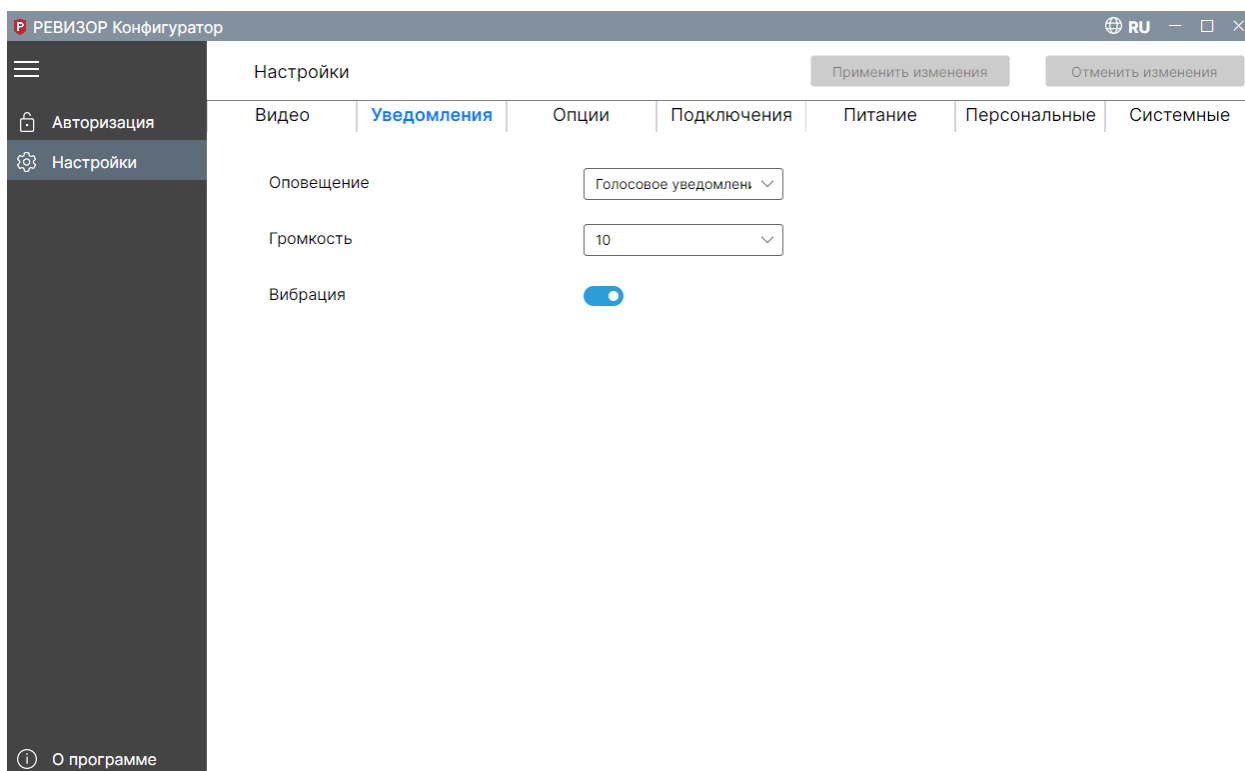 РЕВИЗОР Конфигуратор RU
Настройки Применить изменения Отменить изменения
Авторизация
Настройки
Видео Уведомления Опции Подключения Питание Персональные Системные
Оповещение Голосовое уведомлени
Громкость 10
Вибрация
О программе